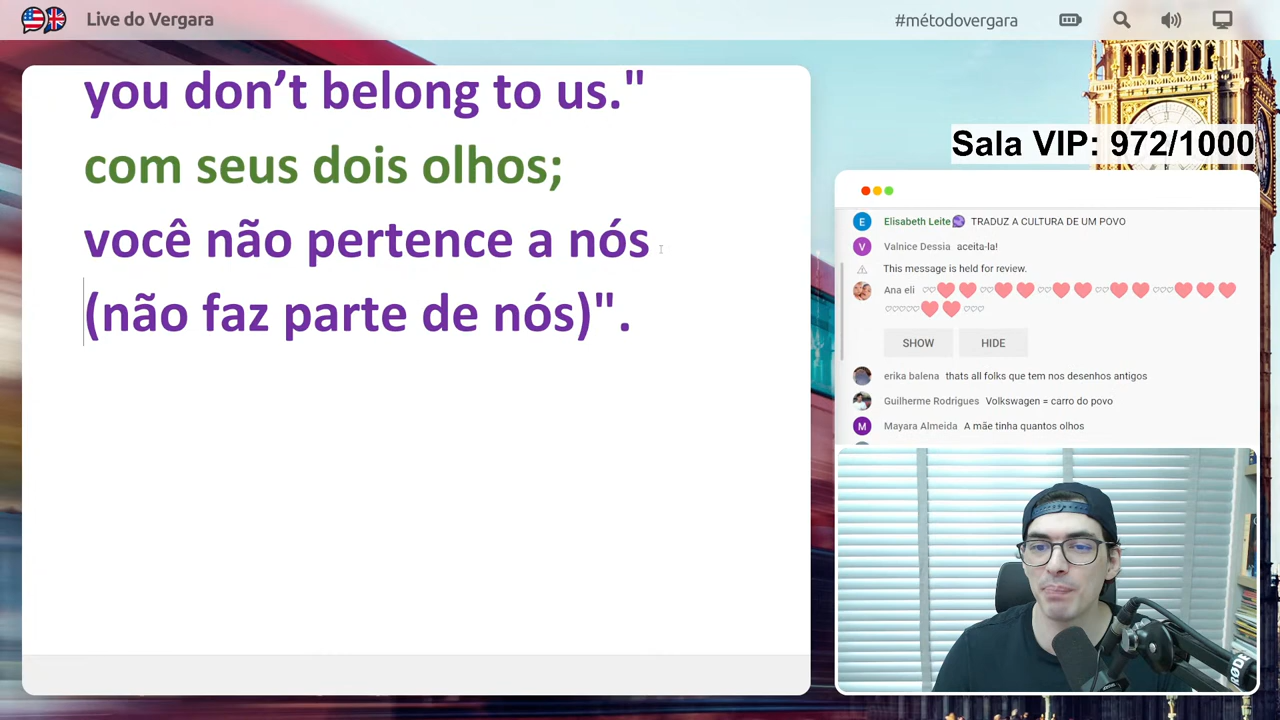 Live do Vergara
#métodovergara
you don’t belong to us."
com seus dois olhos;
você não pertence a nós
(não faz parte de nós)".
Sala VIP: 972/1000
E Elisabeth Leite TRADUZ A CULTURA DE UM POVO
V Valnice Dessia aceita-la!
This message is held for review.
Ana eli
SHOW HIDE
erika balena thats all folks que tem nos desenhos antigos
Guilherme Rodrigues Volkswagen = carro do povo
M Mayara Almeida A mãe tinha quantos olhos
RØDE